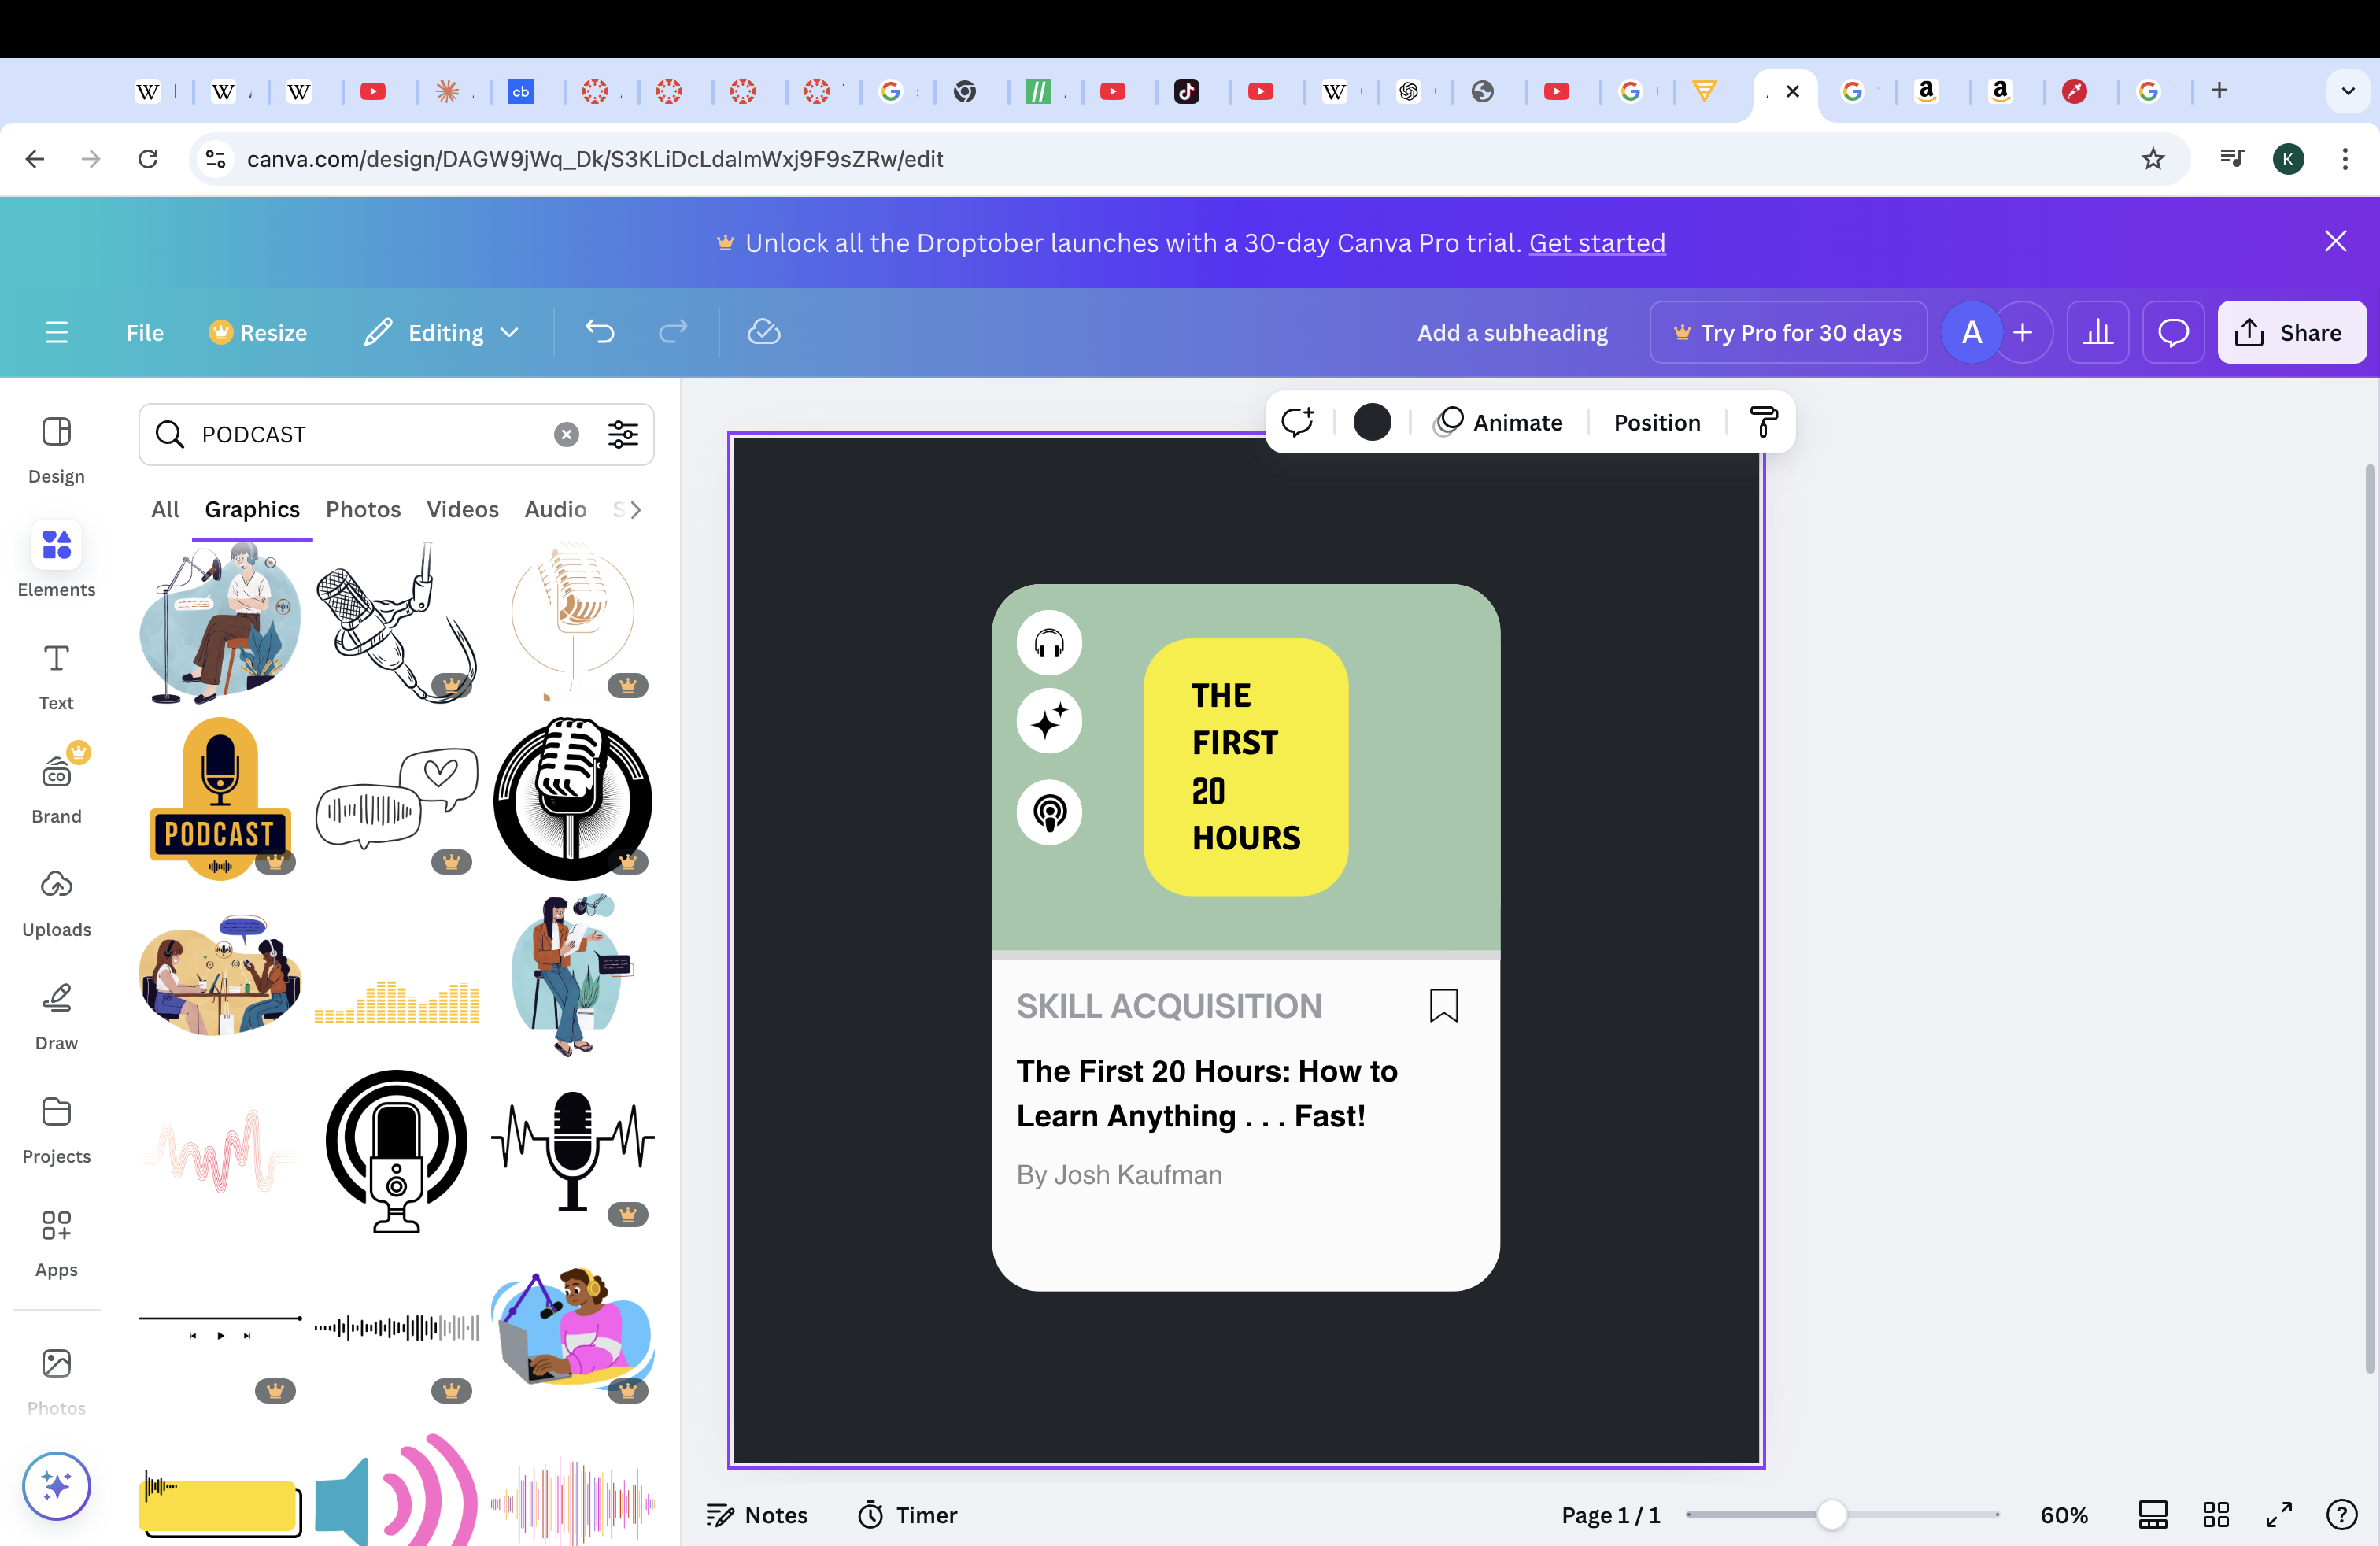 canva.com/design/DAGW9jWq_Dk/S3KLiDcLdaImWxj9F9sZRw/edit
K
Unlock all the Droptober launches with a 30-day Canva Pro trial. Get started
File
Resize
Editing
Add a subheading
Try Pro for 30 days
A
Share
Design
Elements
Text
Brand
Uploads
Draw
Projects
Apps
Photos
PODCAST
All Graphics Photos Videos Audio
PODCAST
Animate
Position
THE
FIRST
20
HOURS
SKILL ACQUISITION
The First 20 Hours: How to
Learn Anything . . . Fast!
By Josh Kaufman
Notes
Timer
Page 1 / 1
60%